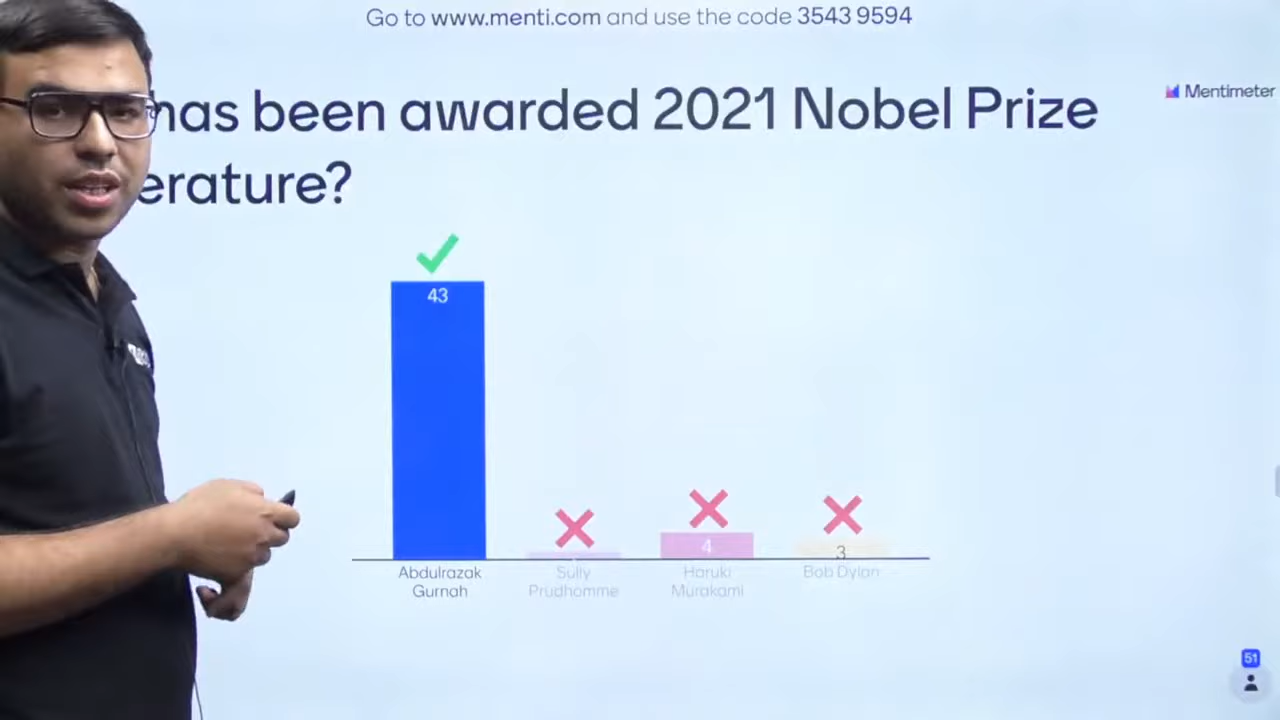 Go to www.menti.com and use the code 3543 9594
has been awarded 2021 Nobel Prize
erature?
Mentimeter
43
4
3
Abdulrazak
Gurnah
Sully
Prudhomme
Haruki
Murakami
Bob Dylan
51